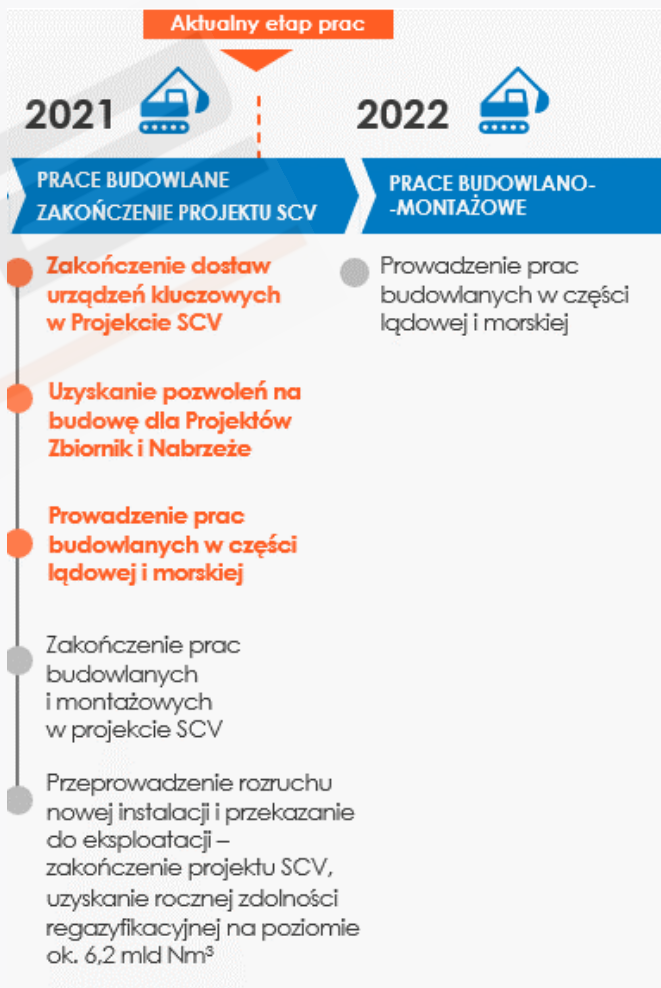 Aktualny etap prac
2021
2022
PRACE BUDOWLANE
ZAKOŃCZENIE PROJEKTU SCV
PRACE BUDOWLANO-
-MONTAŻOWE
Zakończenie dostaw
urządzeń kluczowych
w Projekcie SCV
Uzyskanie pozwoleń na
budowę dla Projektów
Zbiornik i Nabrzeże
Prowadzenie prac
budowlanych w części
lądowej i morskiej
Zakończenie prac
budowlanych
i montażowych
w projekcie SCV
Przeprowadzenie rozruchu
nowej instalacji i przekazanie
do eksploatacji –
zakończenie projektu SCV,
uzyskanie rocznej zdolności
regazyfikacyjnej na poziomie
ok. 6,2 mld Nm³
Prowadzenie prac
budowlanych w części
lądowej i morskiej